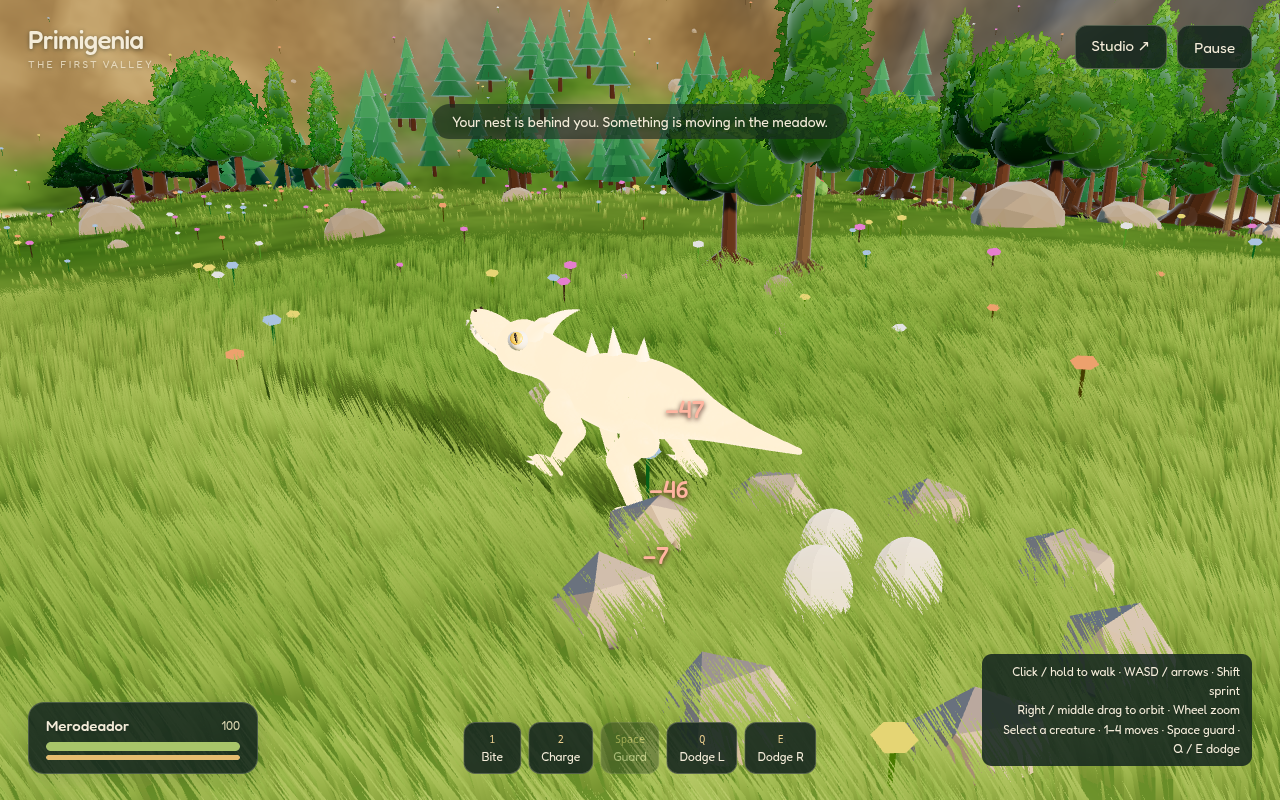 Primigenia
THE FIRST VALLEY
Studio ↗
Pause
Your nest is behind you. Something is moving in the meadow.
–47
–46
–7
Merodeador
100
1
Bite
2
Charge
Space
Guard
Q
Dodge L
E
Dodge R
Click / hold to walk · WASD / arrows · Shift
sprint
Right / middle drag to orbit · Wheel zoom
Select a creature · 1–4 moves · Space guard ·
Q / E dodge